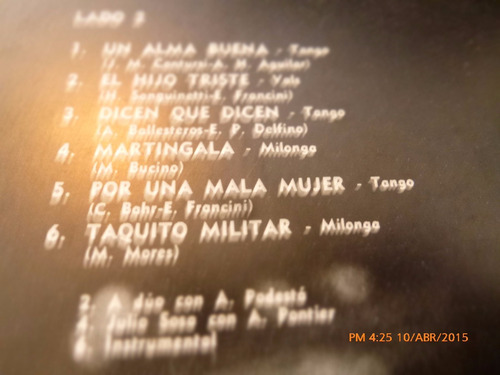 LADO 2
1. UN ALMA BUENA - Tango
(J. M. Contursi-A. H. Aguilar)
2. EL HIJO TRISTE - Vals
(H. Sanguinetti-E. Francini)
3. DICEN QUE DICEN - Tango
(A. Ballesteros-E. P. Delfino)
4. MARTINGALA - Milonga
(M. Bucino)
5. POR UNA MALA MUJER - Tango
(C. Bahr-E. Francini)
6. TAQUITO MILITAR - Milonga
(M. Mores)
2. A dúo con A. Podestá
4. Julio Sosa con A. Pontier
6. Instrumental
PM 4:25 10/ABR/2015